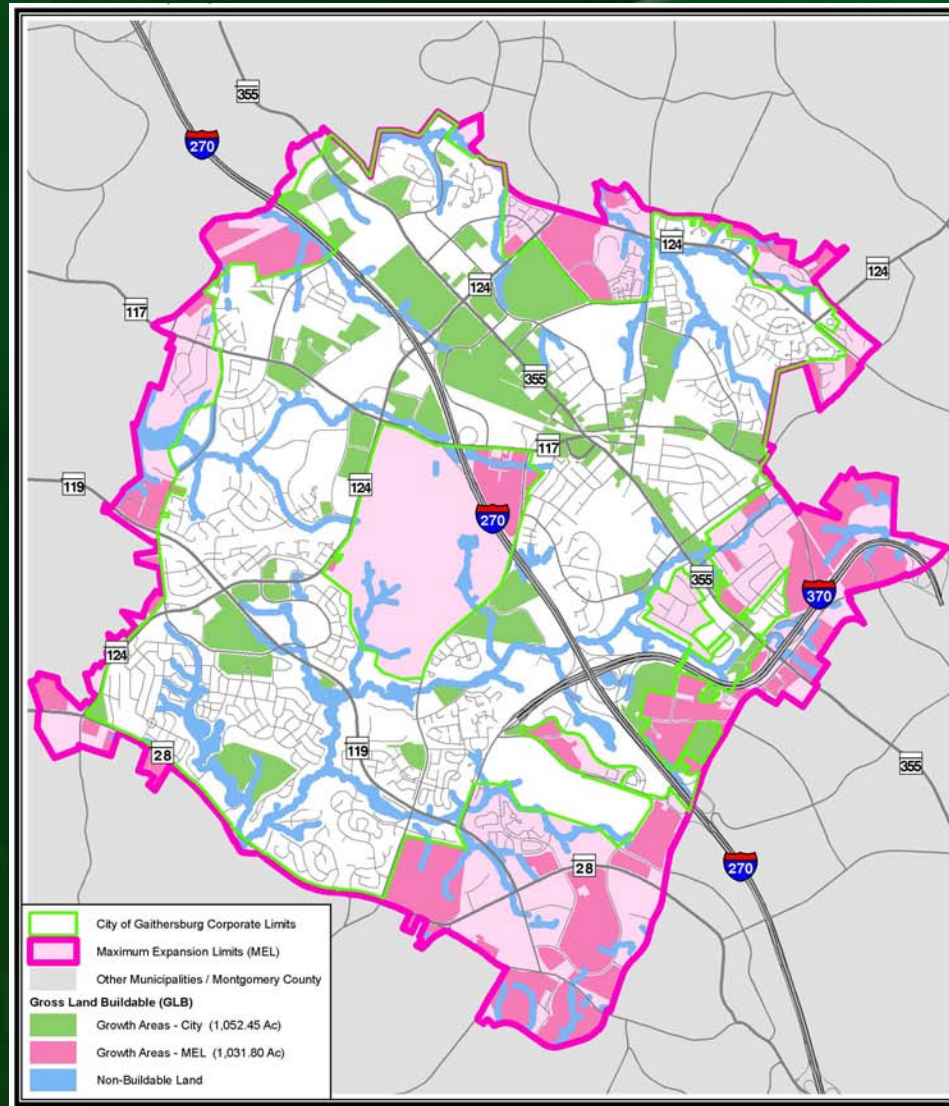 355
270
124
124
117
124
355
117
119
124
270
355
370
124
119
28
355
28
270
City of Gaithersburg Corporate Limits
Maximum Expansion Limits (MEL)
Other Municipalities / Montgomery County
Gross Land Buildable (GLB)
Growth Areas - City (1,052.45 Ac)
Growth Areas - MEL (1,031.80 Ac)
Non-Buildable Land